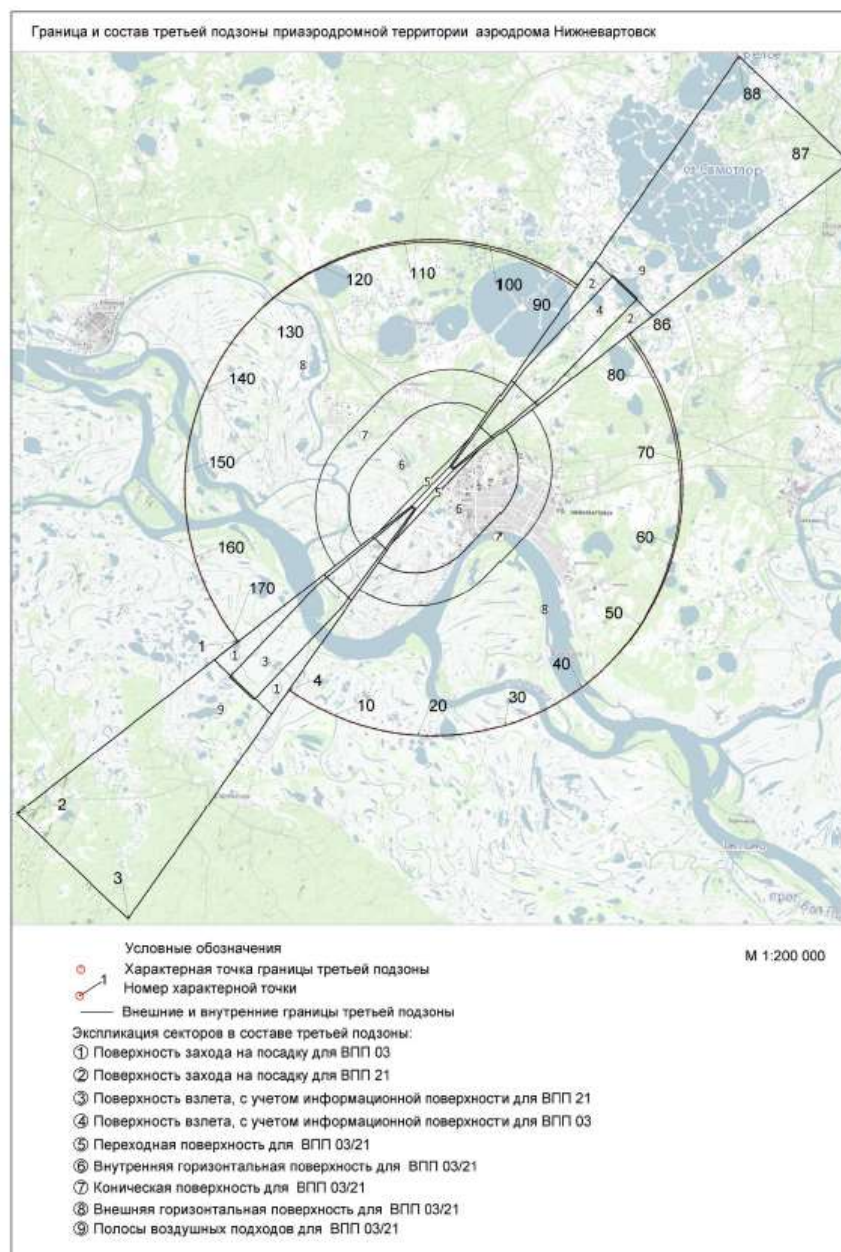 Граница и состав третьей подзоны приаэродромной территории аэродрома Нижневартовск
88
87
оз Самотлор
110
120
100
9
2
90
4
130
2
86
8
80
140
7
6
70
150
5
5
6
60
7
160
170
8
50
1
1
3
40
4
1
10
20
30
9
2
3
М 1:200 000
Условные обозначения
Характерная точка границы третьей подзоны
1
Номер характерной точки
Внешние и внутренние границы третьей подзоны
Экспликация секторов в составе третьей подзоны:
① Поверхность захода на посадку для ВПП 03
② Поверхность захода на посадку для ВПП 21
③ Поверхность взлета, с учетом информационной поверхности для ВПП 21
④ Поверхность взлета, с учетом информационной поверхности для ВПП 03
⑤ Переходная поверхность для ВПП 03/21
⑥ Внутренняя горизонтальная поверхность для ВПП 03/21
⑦ Коническая поверхность для ВПП 03/21
⑧ Внешняя горизонтальная поверхность для ВПП 03/21
⑨ Полосы воздушных подходов для ВПП 03/21